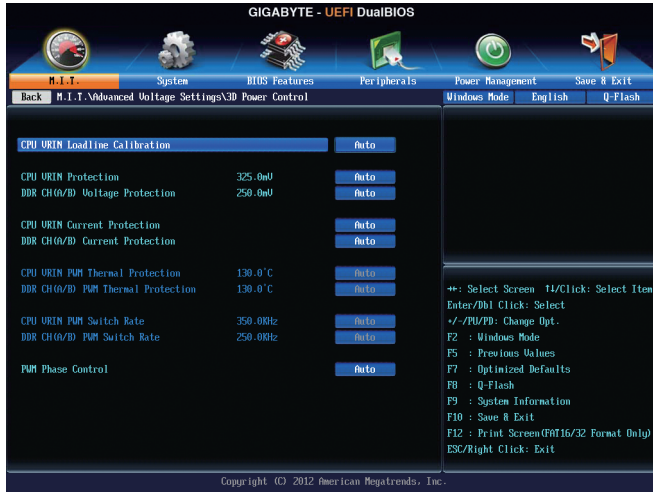 GIGABYTE - UEFI DualBIOS
M.I.T. System BIOS Features Peripherals Power Management Save & Exit
Back M.I.T.\Advanced Voltage Settings\3D Power Control Windows Mode English Q-Flash
CPU VRIN Loadline Calibration Auto
CPU VRIN Protection 325.0mV Auto
DDR CH(A/B) Voltage Protection 250.0mV Auto
CPU VRIN Current Protection Auto
DDR CH(A/B) Current Protection Auto
CPU VRIN PWM Thermal Protection 130.0°C Auto
DDR CH(A/B) PWM Thermal Protection 130.0°C Auto
CPU VRIN PWM Switch Rate 350.0KHz Auto
DDR CH(A/B) PWM Switch Rate 250.0KHz Auto
PWM Phase Control Auto
→←: Select Screen ↑↓/Click: Select Item
Enter/Dbl Click: Select
+/-/PU/PD: Change Opt.
F2 : Windows Mode
F5 : Previous Values
F7 : Optimized Defaults
F8 : Q-Flash
F9 : System Information
F10 : Save & Exit
F12 : Print Screen(FAT16/32 Format Only)
ESC/Right Click: Exit
Copyright (C) 2012 American Megatrends, Inc.